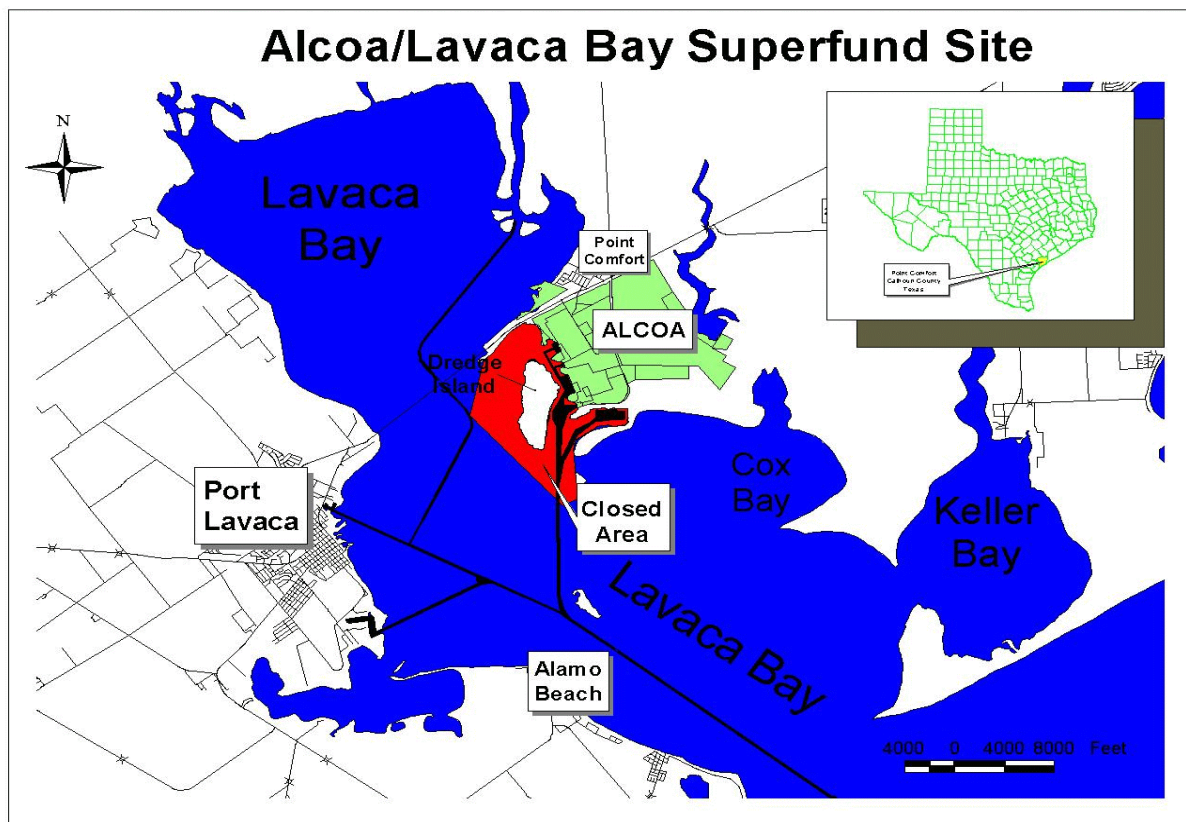 Alcoa/Lavaca Bay Superfund Site
N
Lavaca
Bay
Point
Comfort
ALCOA
Dredge
Island
Point Comfort
Calhoun County
Texas
Port
Lavaca
Closed
Area
Cox
Bay
Keller
Bay
Lavaca Bay
Alamo
Beach
4000 0 4000 8000 Feet